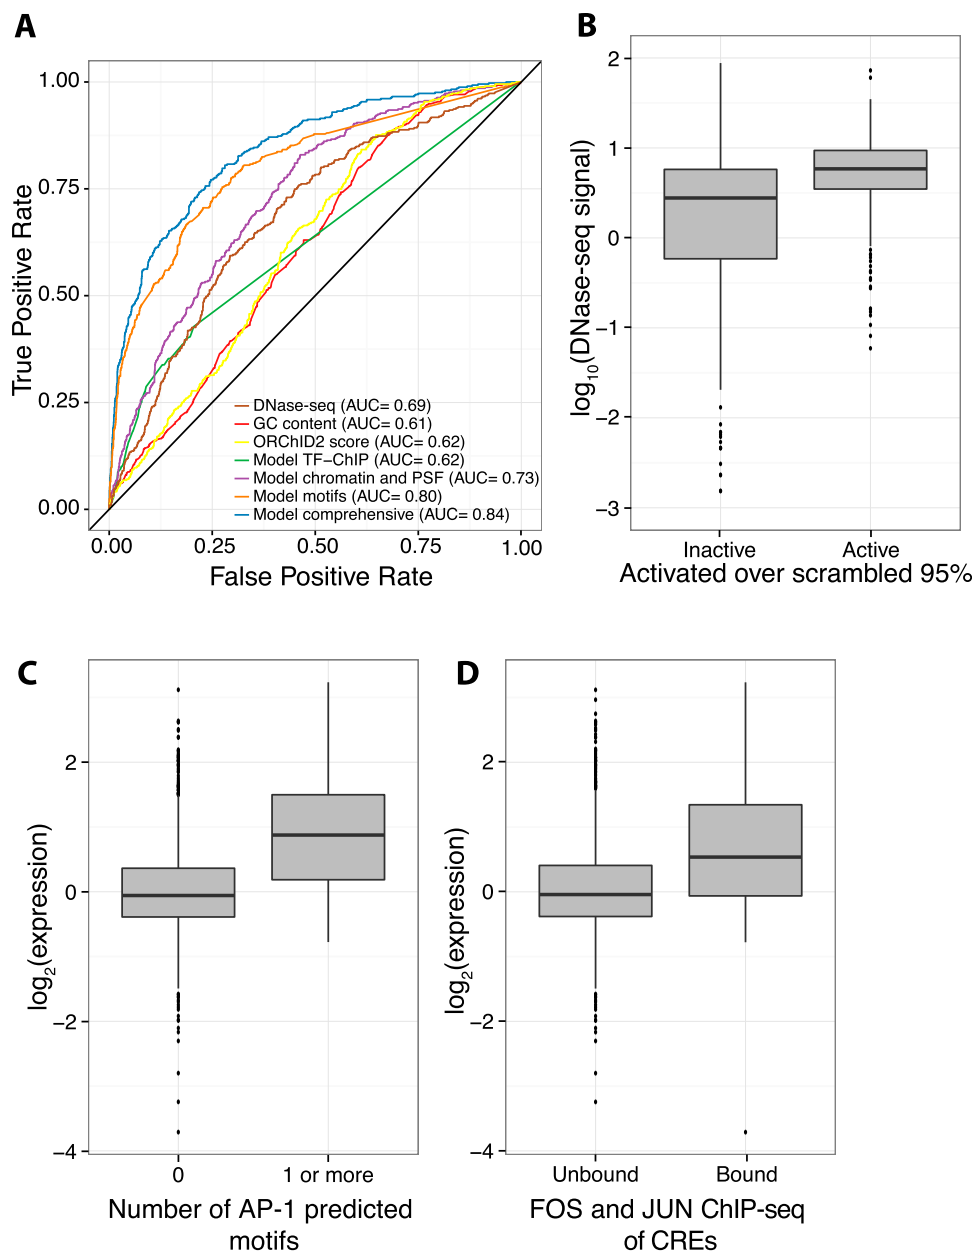 A
True Positive Rate
1.00
0.75
0.50
0.25
0.00
DNase-seq (AUC= 0.69)
GC content (AUC= 0.61)
ORChID2 score (AUC= 0.62)
Model TF−ChIP (AUC= 0.62)
Model chromatin and PSF (AUC= 0.73)
Model motifs (AUC= 0.80)
Model comprehensive (AUC= 0.84)
0.00 0.25 0.50 0.75 1.00
False Positive Rate
B
log10(DNase-seq signal)
2
1
0
−1
−2
−3
Inactive Active
Activated over scrambled 95%
C
log2(expression)
2
0
−2
−4
0 1 or more
Number of AP-1 predicted
motifs
D
log2(expression)
2
0
−2
−4
Unbound Bound
FOS and JUN ChIP-seq
of CREs